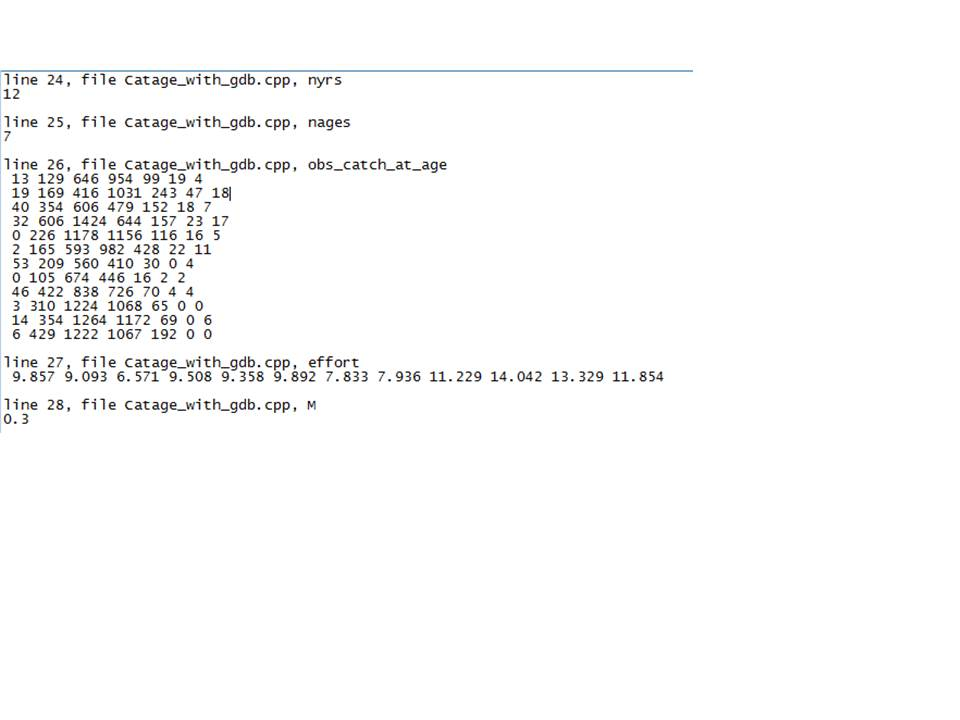 line 24, file Catage_with_gdb.cpp, nyrs
12
line 25, file Catage_with_gdb.cpp, nages
7
line 26, file Catage_with_gdb.cpp, obs_catch_at_age
13 129 646 954 99 19 4
19 169 416 1031 243 47 18
40 354 606 479 152 18 7
32 606 1424 644 157 23 17
0 226 1178 1156 116 16 5
2 165 593 982 428 22 11
53 209 560 410 30 0 4
0 105 674 446 16 2 2
46 422 838 726 70 4 4
3 310 1224 1068 65 0 0
14 354 1264 1172 69 0 6
6 429 1222 1067 192 0 0
line 27, file Catage_with_gdb.cpp, effort
9.857 9.093 6.571 9.508 9.358 9.892 7.833 7.936 11.229 14.042 13.329 11.854
line 28, file Catage_with_gdb.cpp, M
0.3